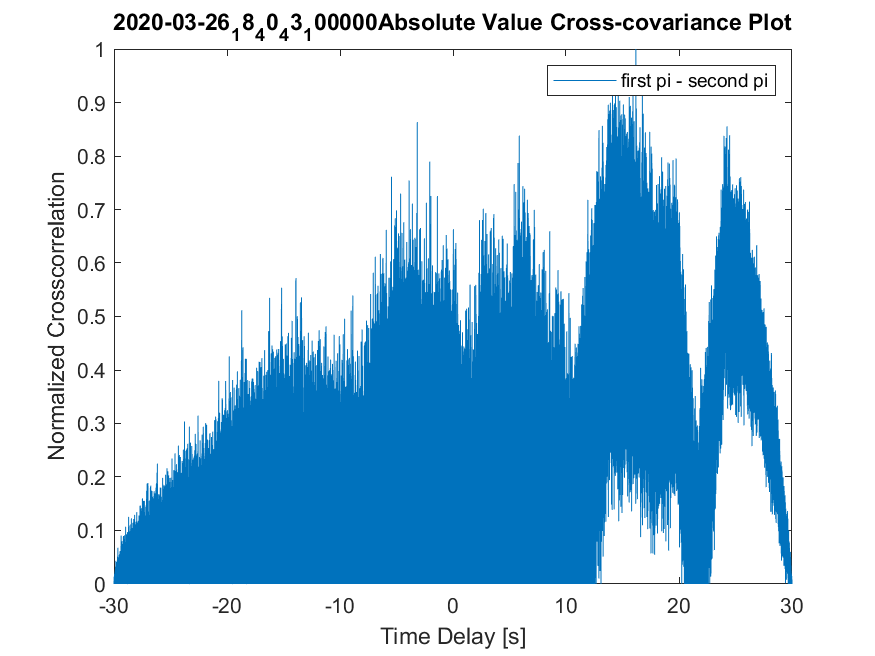 2020-03-26₁8₄0₄3₁00000Absolute Value Cross-covariance Plot
1
first pi - second pi
0.9
0.8
0.7
0.6
0.5
0.4
0.3
0.2
0.1
0
Normalized Crosscorrelation
-30 -20 -10 0 10 20 30
Time Delay [s]